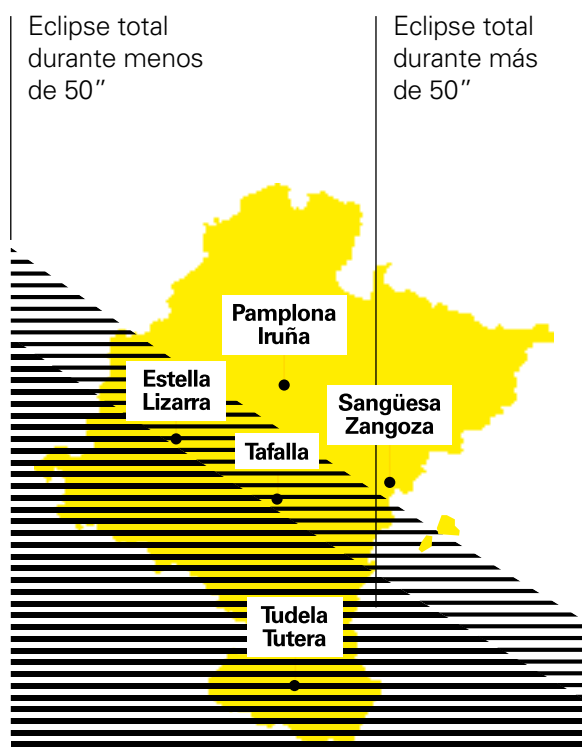 Eclipse total
durante menos
de 50”
Eclipse total
durante más
de 50”
Pamplona
Iruña
Estella
Lizarra
Sangüesa
Zangoza
Tafalla
Tudela
Tutera